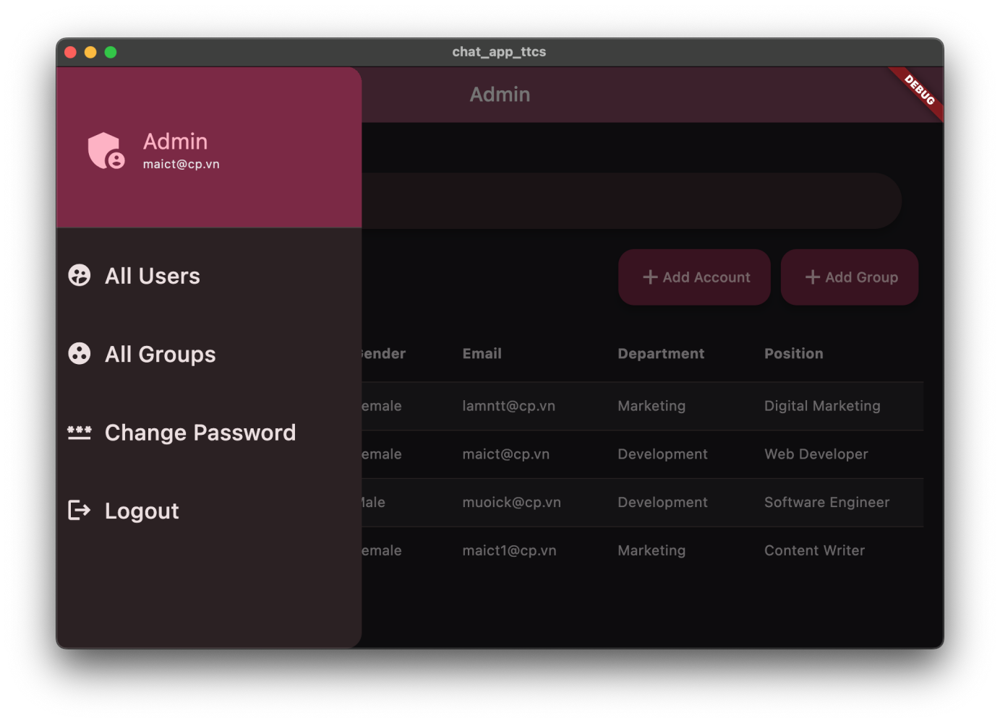 chat_app_ttcs
Admin
DEBUG
Admin
maict@cp.vn
All Users
All Groups
Change Password
Logout
+ Add Account
+ Add Group
Gender Email Department Position
emale lamntt@cp.vn Marketing Digital Marketing
emale maict@cp.vn Development Web Developer
Male muoick@cp.vn Development Software Engineer
emale maict1@cp.vn Marketing Content Writer